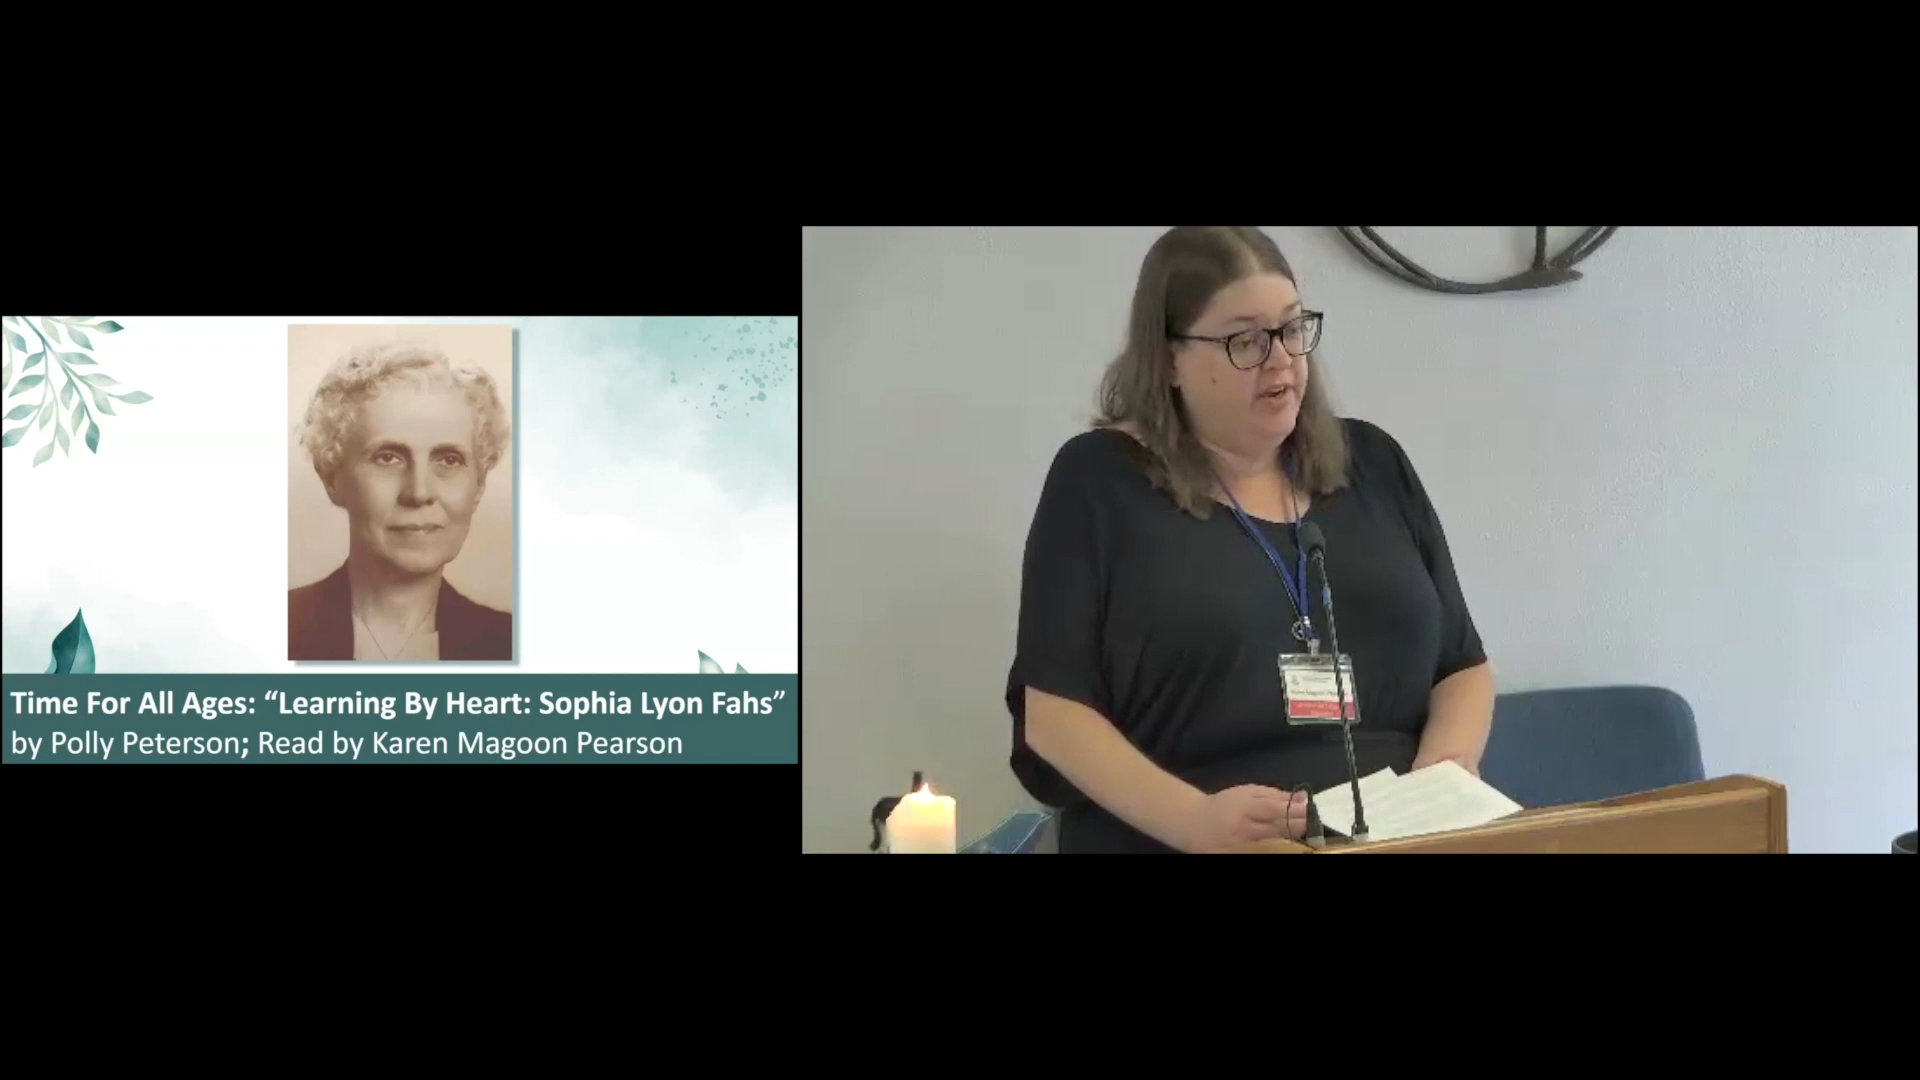 Time For All Ages: “Learning By Heart: Sophia Lyon Fahs”
by Polly Peterson; Read by Karen Magoon Pearson